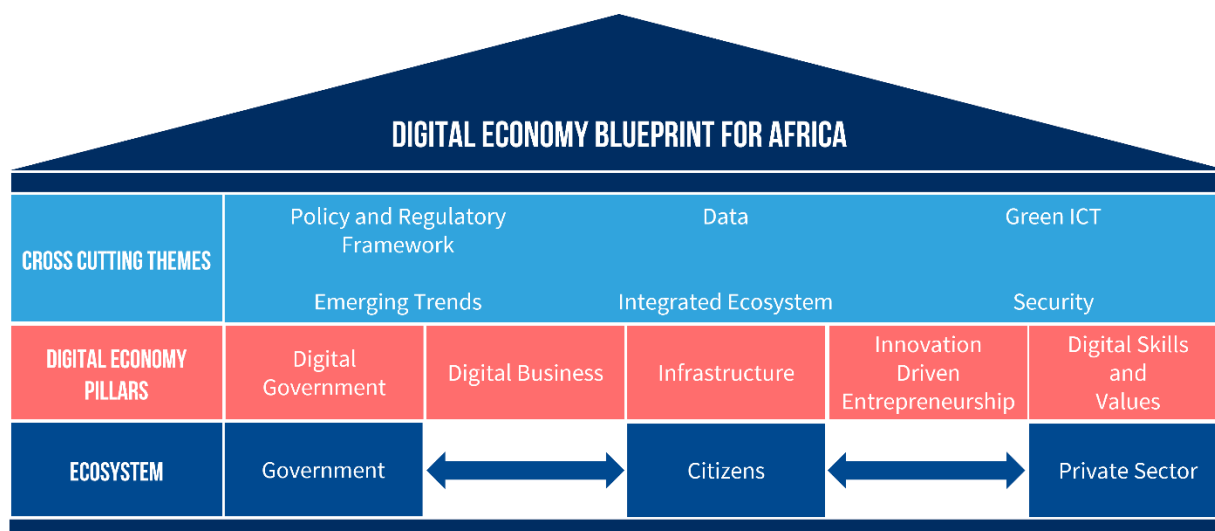 DIGITAL ECONOMY BLUEPRINT FOR AFRICA
CROSS CUTTING THEMES
Policy and Regulatory
Framework
Data
Green ICT
Emerging Trends
Integrated Ecosystem
Security
DIGITAL ECONOMY
PILLARS
Digital
Government
Digital Business
Infrastructure
Innovation
Driven
Entrepreneurship
Digital Skills
and
Values
ECOSYSTEM
Government
Citizens
Private Sector